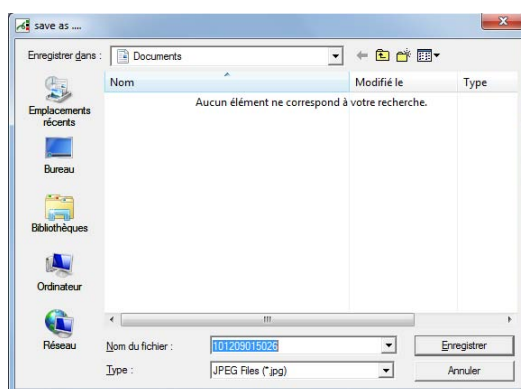 save as ....
Enregistrer dans : Documents
Nom Modifié le Type
Aucun élément ne correspond à votre recherche.
Emplacements
récents
Bureau
Bibliothèques
Ordinateur
Réseau
Nom du fichier : 101209015026 Enregistrer
Type : JPEG Files (*.jpg) Annuler